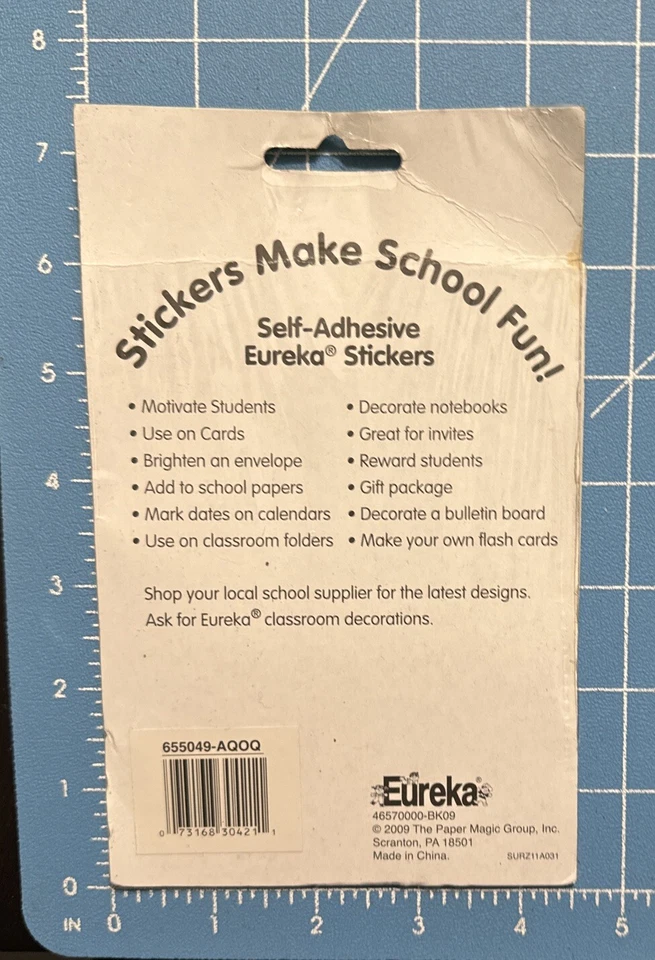 8
7
6
5
4
3
2
1
0
IN 0 1 2 3 4 5
Stickers Make School Fun!
Self-Adhesive
Eureka® Stickers
• Motivate Students
• Use on Cards
• Brighten an envelope
• Add to school papers
• Mark dates on calendars
• Use on classroom folders
• Decorate notebooks
• Great for invites
• Reward students
• Gift package
• Decorate a bulletin board
• Make your own flash cards
Shop your local school supplier for the latest designs.
Ask for Eureka® classroom decorations.
655049-AQOQ
0 73168 30421 1
Eureka®
46570000-BK09
© 2009 The Paper Magic Group, Inc.
Scranton, PA 18501
Made in China.
SURZ11A031